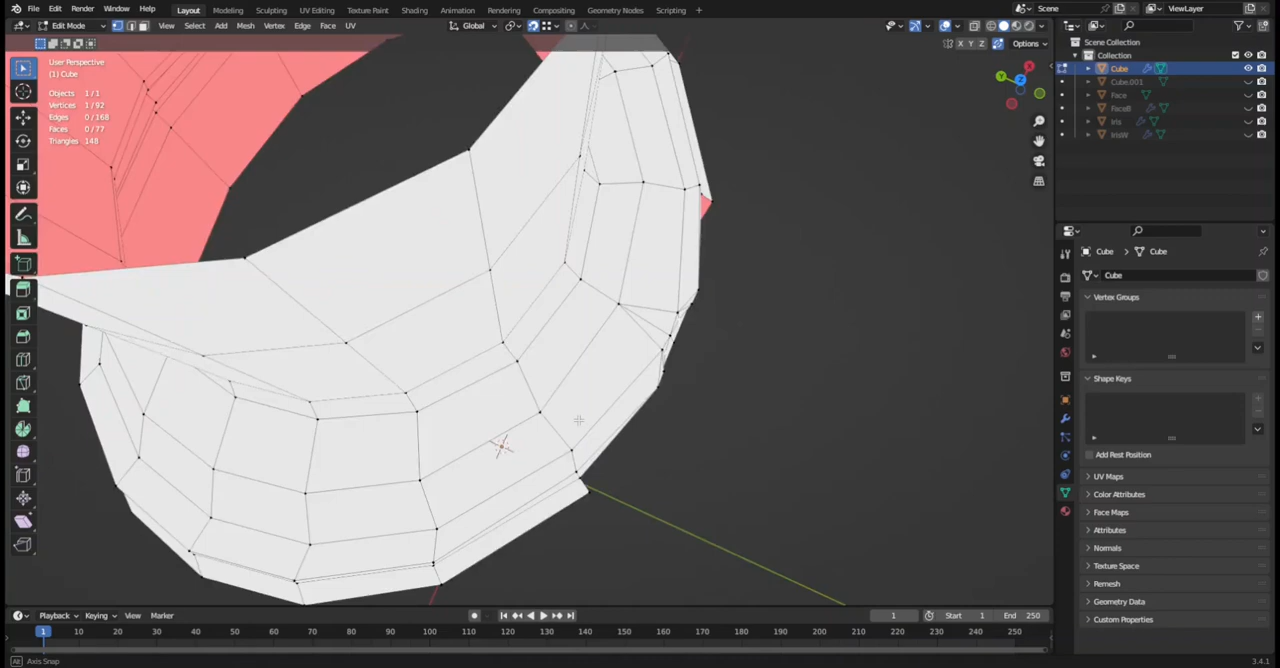 File Edit Render Window Help Layout Modeling Sculpting UV Editing Texture Paint Shading Animation Rendering Compositing Geometry Nodes Scripting + Scene ViewLayer
Edit Mode View Select Add Mesh Vertex Edge Face UV Global
X Y Z Options
User Perspective
(1) Cube
Objects 1/1
Vertices 1/92
Edges 0/168
Faces 0/77
Triangles 148
Scene Collection
Collection
Cube
Cube.001
Face
FaceB
Iris
IrisW
Cube > Cube
Cube
Vertex Groups
Shape Keys
Add Rest Position
UV Maps
Color Attributes
Face Maps
Attributes
Normals
Texture Space
Remesh
Geometry Data
Custom Properties
Playback Keying View Marker 1 Start 1 End 250
1 10 20 30 40 50 60 70 80 90 100 110 120 130 140 150 160 170 180 190 200 210 220 230 240 250
Alt Axis Snap 3.4.1